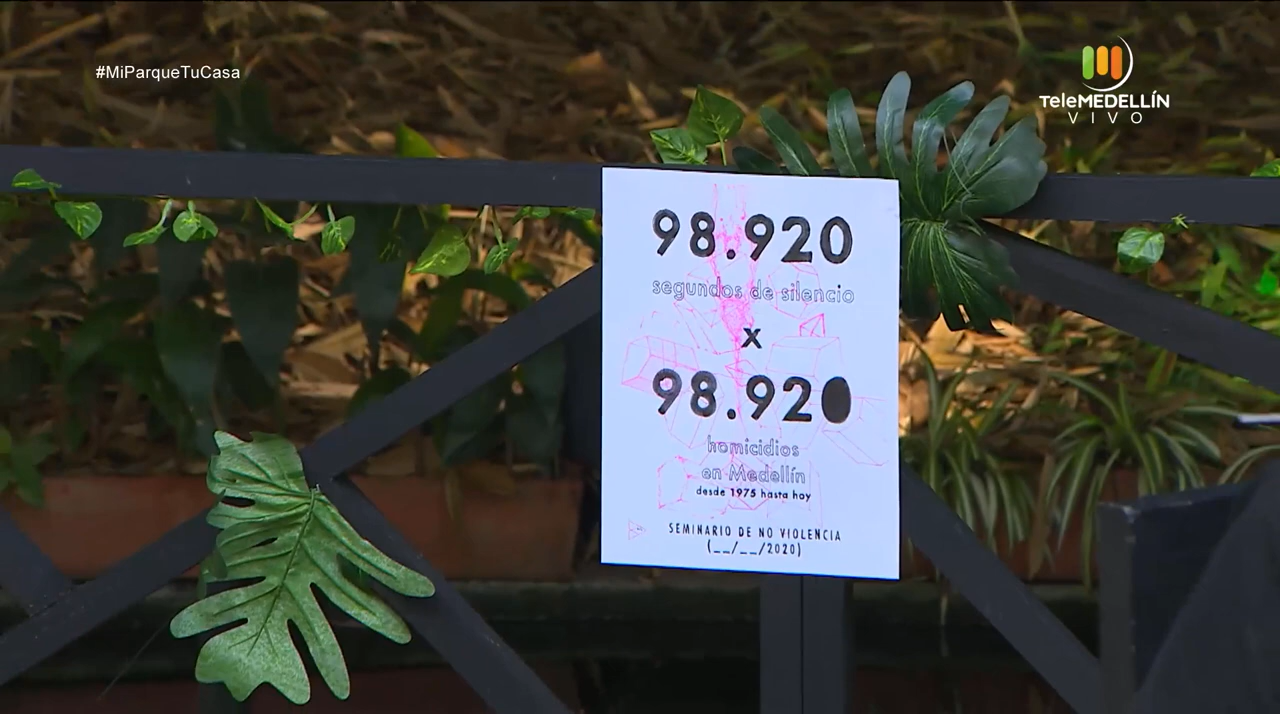 #MiParqueTuCasa
TeleMEDELLÍN
VIVO
98.920
segundos de silencio
x
98.920
homicidios
en Medellín
desde 1975 hasta hoy
SEMINARIO DE NO VIOLENCIA
(__/__/2020)